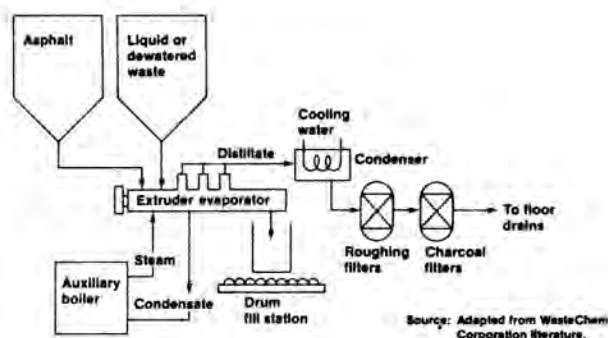 Asphalt
Liquid or
dewatered
waste
Cooling
water
Distillate
Condenser
Extruder evaporator
To floor
drains
Roughing
filters
Charcoal
filters
Steam
Auxiliary
boiler
Condensate
Drum
fill station
Source: Adapted from WasteChem
Corporation literature.